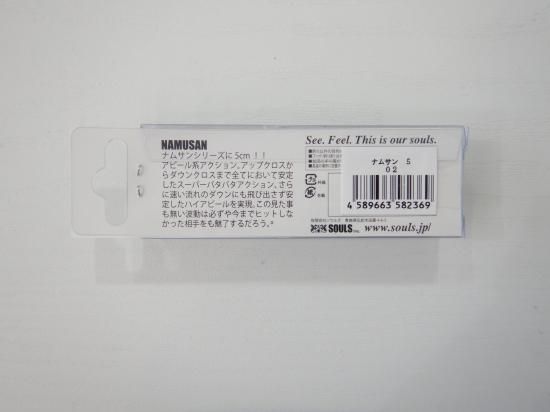 NAMUSAN
ナムサンシリーズに5cm！！
アピール系アクション。アップクロスか
らダウンクロスまで全てにおいて安定
したスーパーバタバタアクション。さら
に速い流れのダウンにも飛び出さず安
定したハイアピールを実現。この見た事
も無い波動は必ずや今までヒットしな
かった相手をも魅了するだろう。"
See. Feel. This is our souls.
ナムサン 5
02
4 589663 582369
外箱
台紙
SOULS INC.
www.souls.jp/